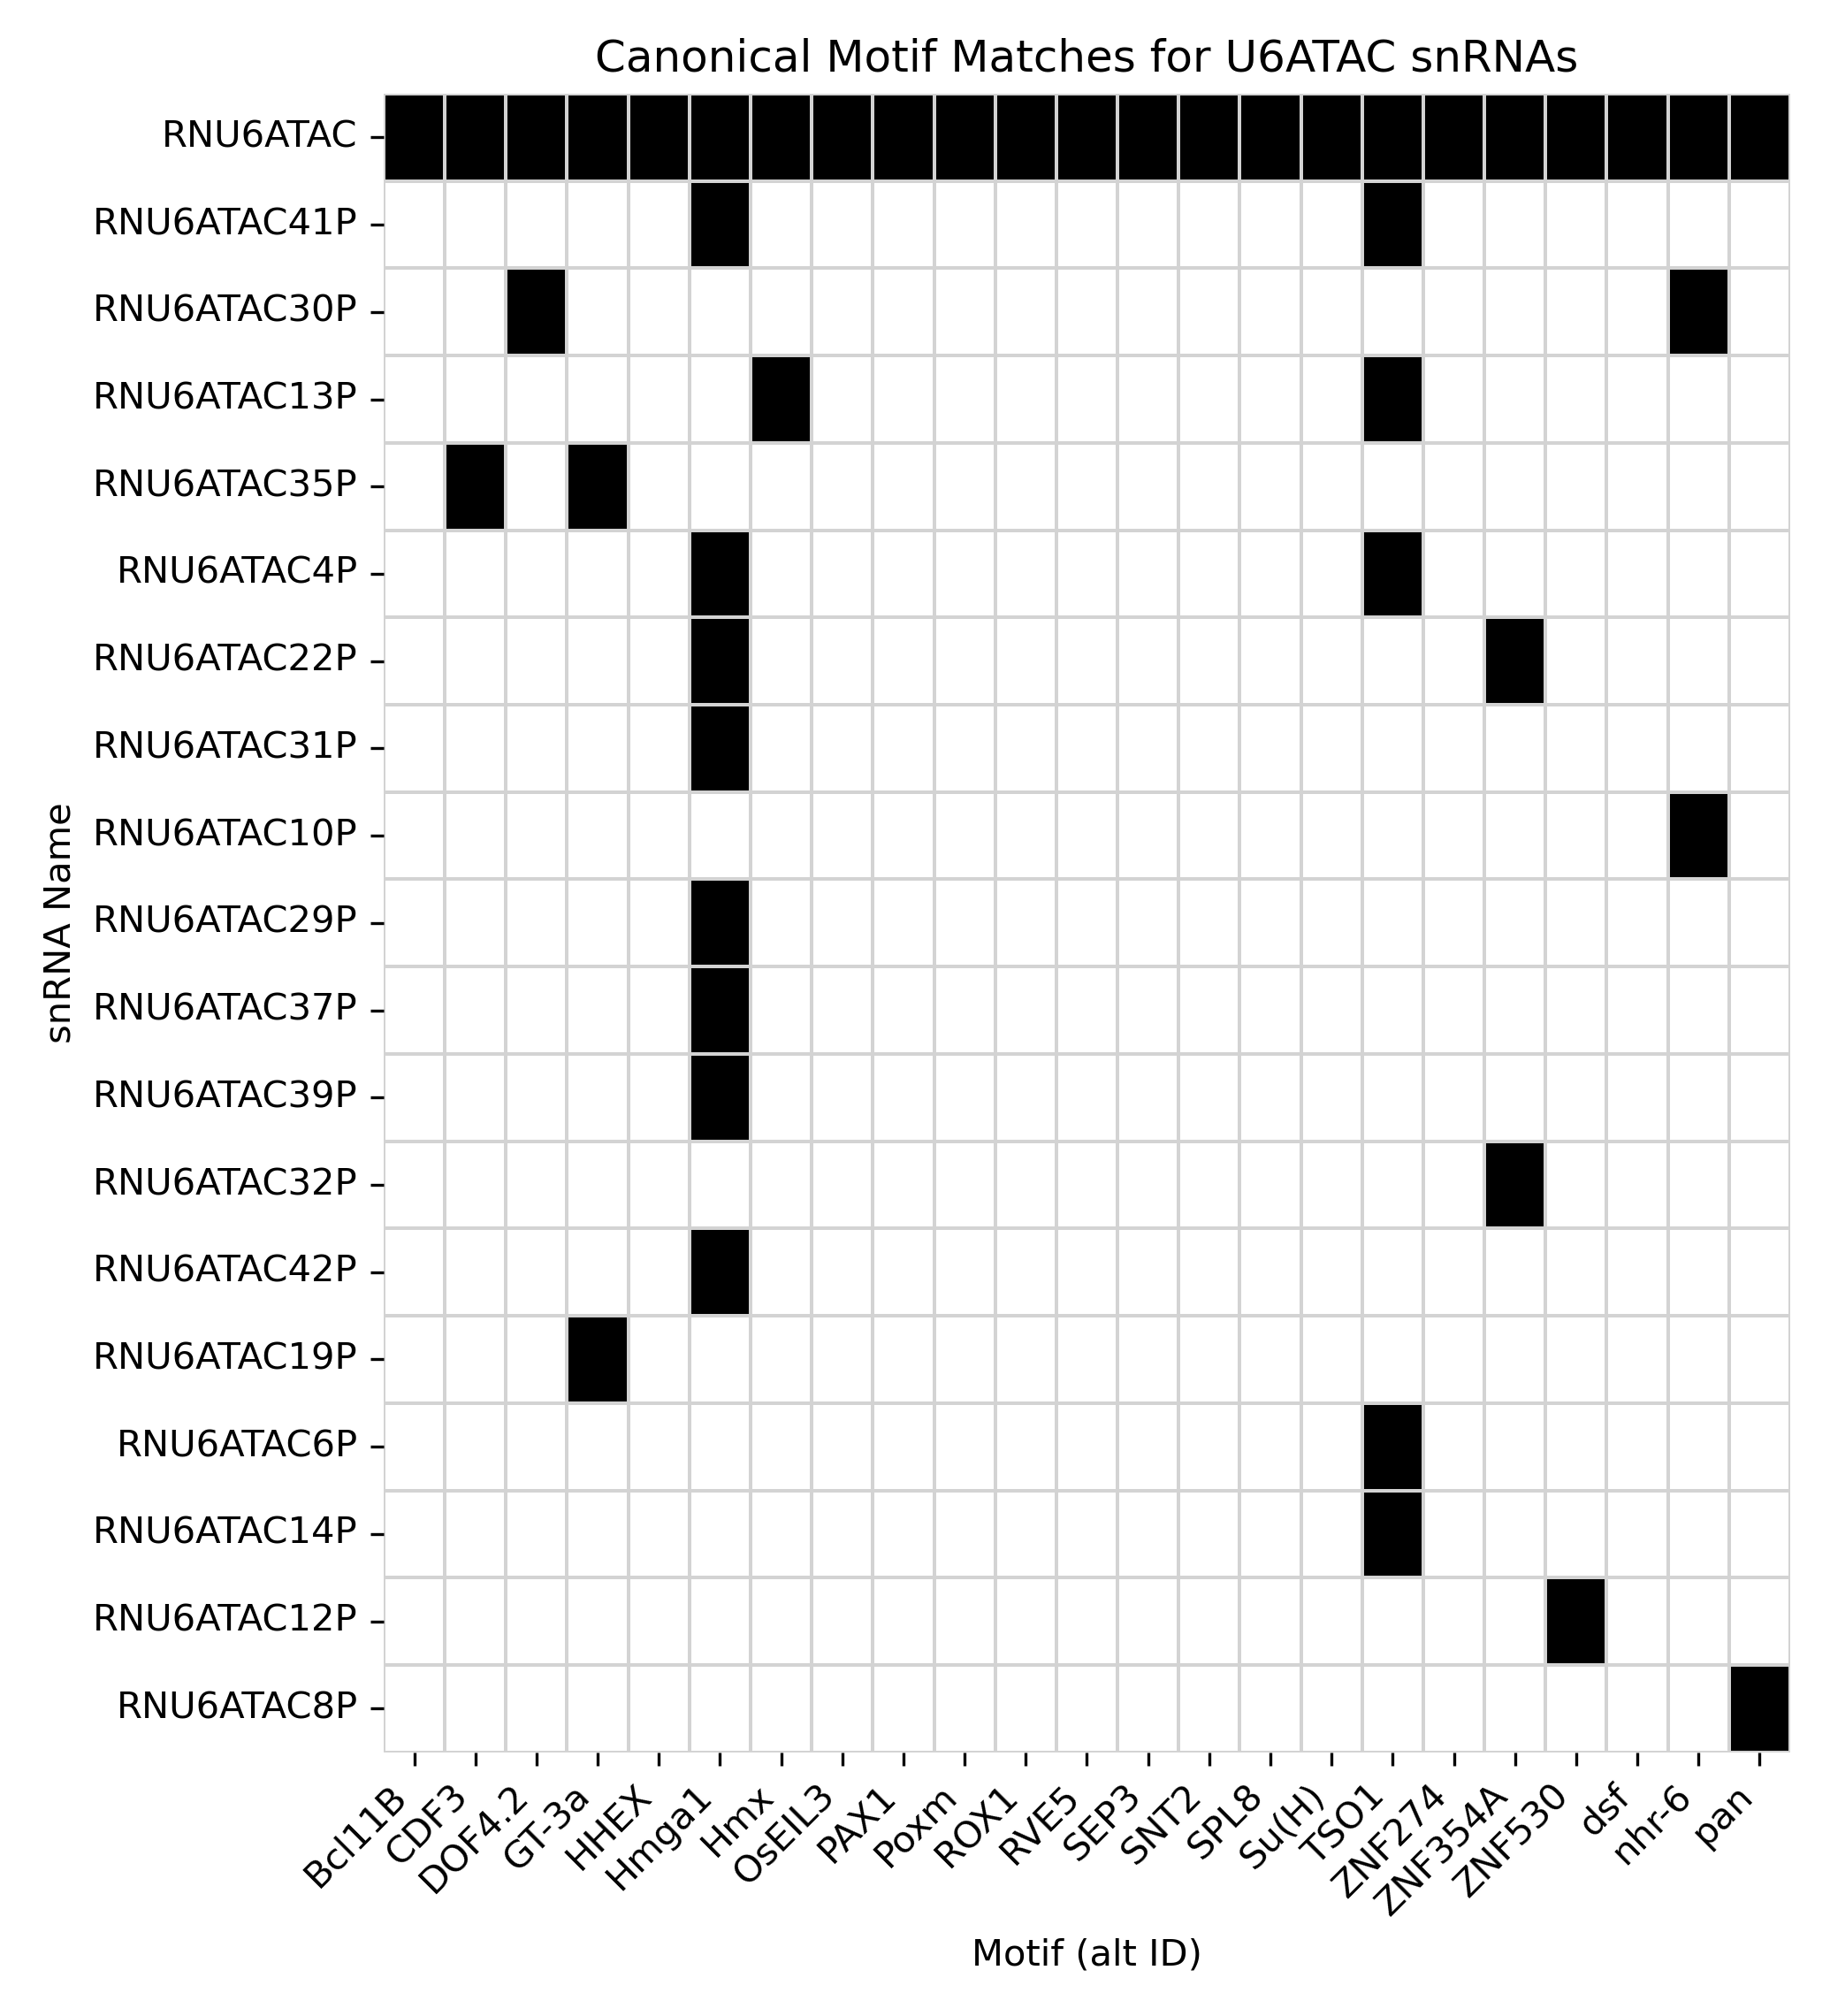 Canonical Motif Matches for U6ATAC snRNAs
RNU6ATAC
RNU6ATAC41P
RNU6ATAC30P
RNU6ATAC13P
RNU6ATAC35P
RNU6ATAC4P
RNU6ATAC22P
RNU6ATAC31P
RNU6ATAC10P
RNU6ATAC29P
RNU6ATAC37P
RNU6ATAC39P
RNU6ATAC32P
RNU6ATAC42P
RNU6ATAC19P
RNU6ATAC6P
RNU6ATAC14P
RNU6ATAC12P
RNU6ATAC8P
snRNA Name
Bcl11B
CDF3
DOF4.2
GT-3a
HHEX
Hmga1
Hmx
OsEIL3
PAX1
Poxm
ROX1
RVE5
SEP3
SNT2
SPL8
Su(H)
TSO1
ZNF274
ZNF354A
ZNF530
dsf
nhr-6
pan
Motif (alt ID)